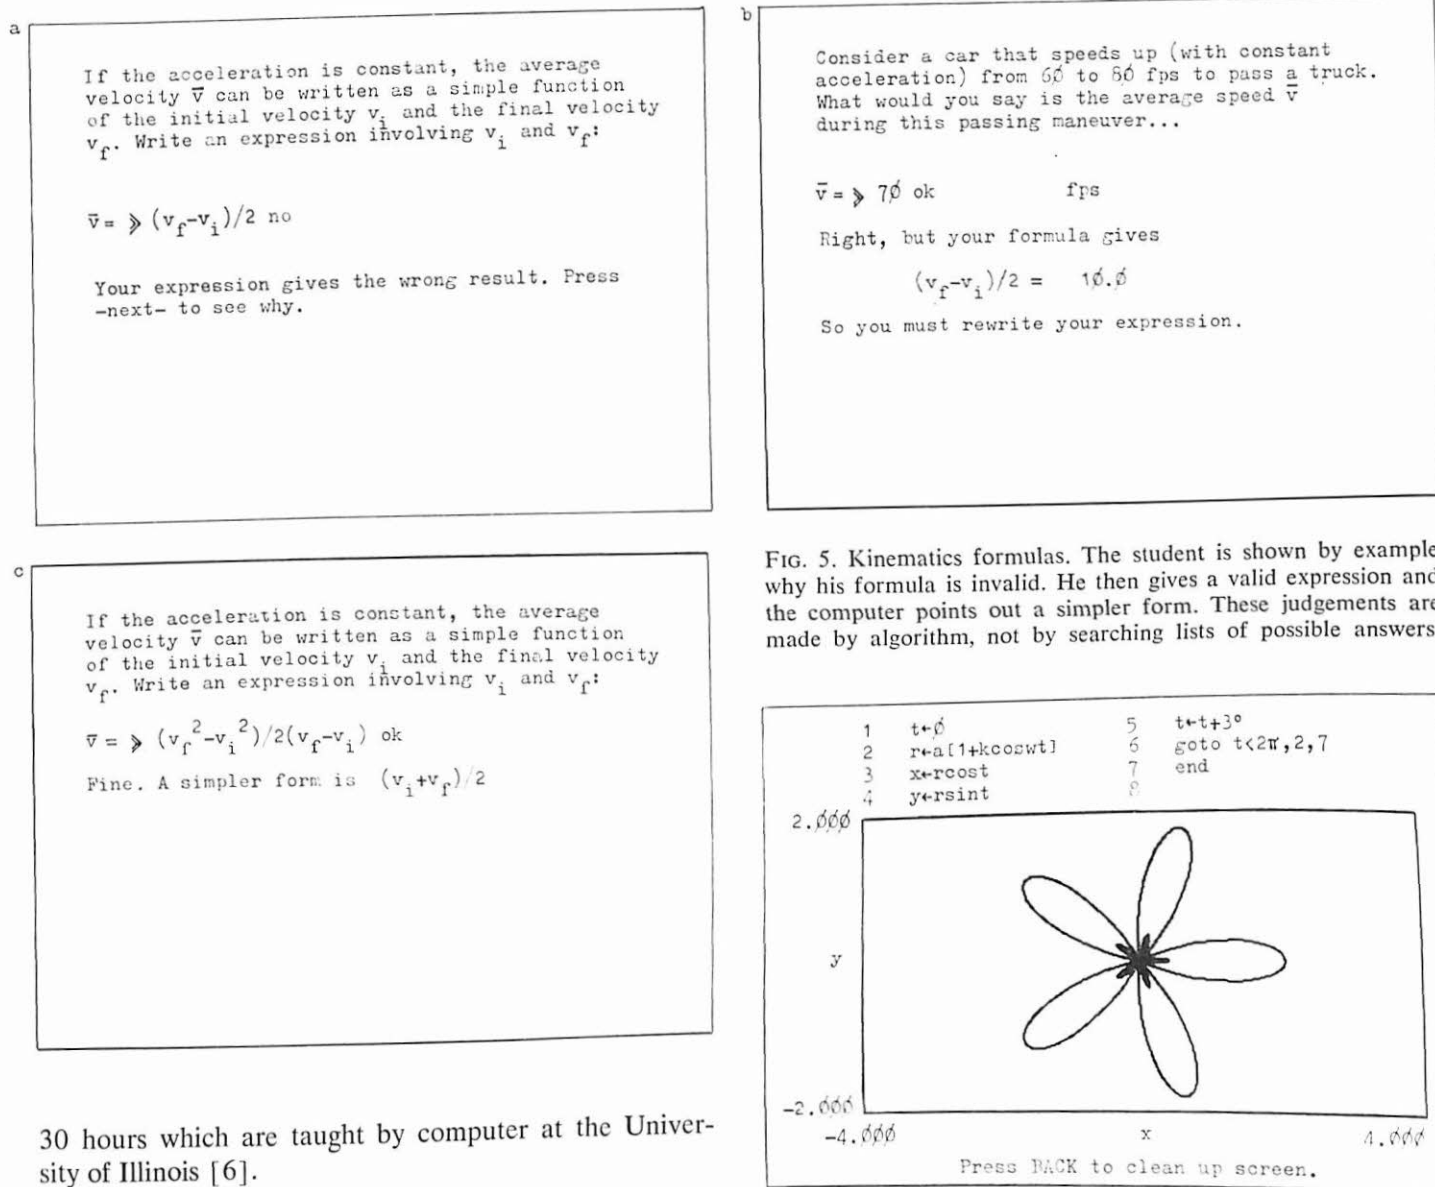 a
If the acceleration is constant, the average
velocity v̄ can be written as a simple function
of the initial velocity vᵢ and the final velocity
v_f. Write an expression involving vᵢ and v_f:
v̄ = ⟫ (v_f-vᵢ)/2 no
Your expression gives the wrong result. Press
-next- to see why.
b
Consider a car that speeds up (with constant
acceleration) from 6∅ to 8∅ fps to pass a truck.
What would you say is the average speed v̄
during this passing maneuver...
v̄ = ⟫ 7∅ ok fps
Right, but your formula gives
(v_f-vᵢ)/2 = 1∅.∅
So you must rewrite your expression.
c
If the acceleration is constant, the average
velocity v̄ can be written as a simple function
of the initial velocity vᵢ and the final velocity
v_f. Write an expression involving vᵢ and v_f:
v̄ = ⟫ (v_f²-vᵢ²)/2(v_f-vᵢ) ok
Fine. A simpler form is (vᵢ+v_f)/2
30 hours which are taught by computer at the Univer-
sity of Illinois [6].
FIG. 5. Kinematics formulas. The student is shown by example
why his formula is invalid. He then gives a valid expression and
the computer points out a simpler form. These judgements are
made by algorithm, not by searching lists of possible answers
1 t←∅ 5 t←t+3°
2 r←a[1+kcoswt] 6 goto t<2π,2,7
3 x←rcost 7 end
4 y←rsint 8
2.∅∅∅
y
-2.∅∅∅
-4.∅∅∅ x 4.∅∅∅
Press BACK to clean up screen.